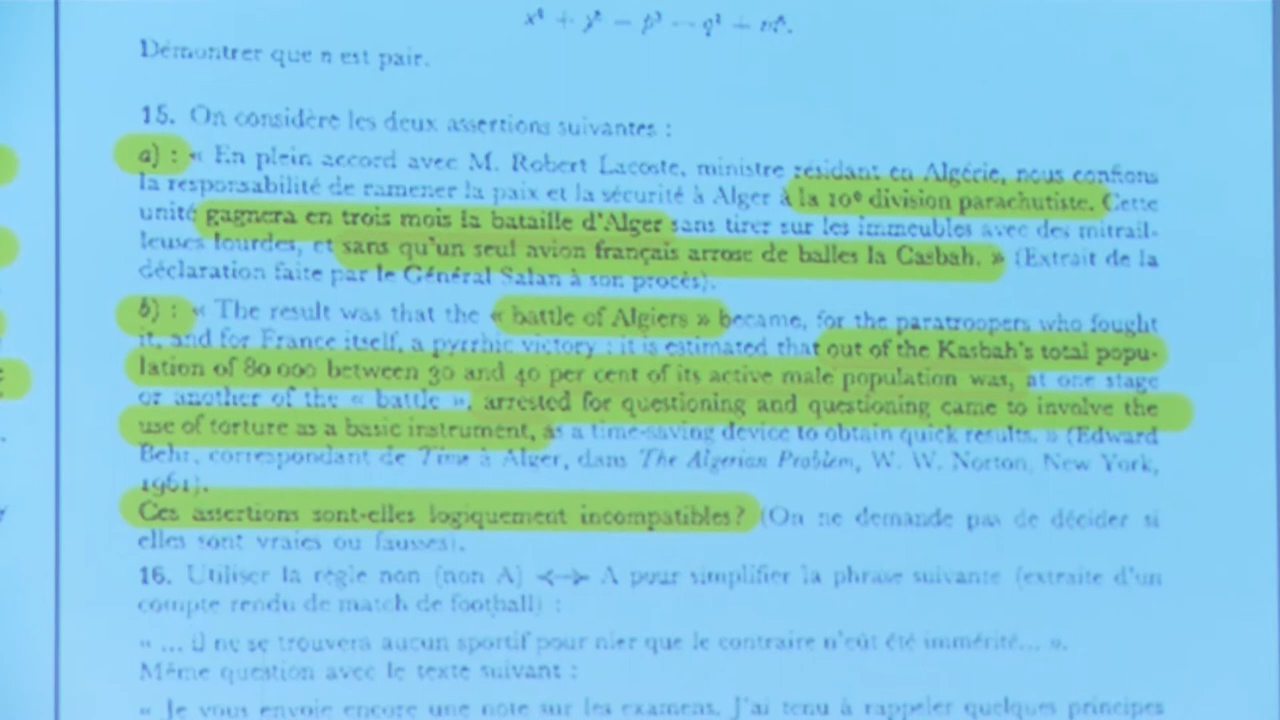 x⁴ + y² — p³ — q² + m⁶.
Démontrer que n est pair.
15. On considère les deux assertions suivantes :
a) : « En plein accord avec M. Robert Lacoste, ministre résidant en Algérie, nous confions
la responsabilité de ramener la paix et la sécurité à Alger à la 10e division parachutiste. Cette
unité gagnera en trois mois la bataille d'Alger sans tirer sur les immeubles avec des mitrail-
leuses lourdes, et sans qu'un seul avion français arrose de balles la Casbah. » (Extrait de la
déclaration faite par le Général Salan à son procès).
b) : « The result was that the « battle of Algiers » became, for the paratroopers who fought
it, and for France itself, a pyrrhic victory : it is estimated that out of the Kasbah's total popu-
lation of 80 000 between 30 and 40 per cent of its active male population was, at one stage
or another of the « battle », arrested for questioning and questioning came to involve the
use of torture as a basic instrument, as a time-saving device to obtain quick results. » (Edward
Behr, correspondant de Time à Alger, dans The Algerian Problem, W. W. Norton, New York,
1961).
Ces assertions sont-elles logiquement incompatibles? (On ne demande pas de décider si
elles sont vraies ou fausses).
16. Utiliser la règle non (non A) <--> A pour simplifier la phrase suivante (extraite d'un
compte rendu de match de football) :
« ... il ne se trouvera aucun sportif pour nier que le contraire n'eût été immérité... ».
Même question avec le texte suivant :
« Je vous envoie encore une note sur les examens. J'ai tenu à rappeler quelques principes